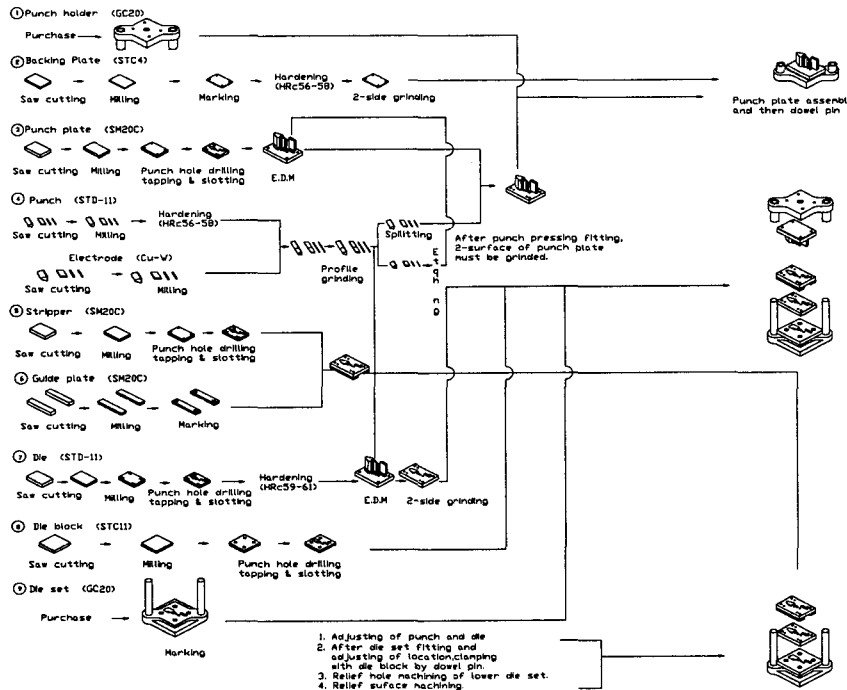 ① Punch holder (GC20)
Purchase
② Backing Plate (STC4)
Saw cutting
Milling
Marking
Hardening
(HRc56-58)
2-side grinding
Punch plate assembl
and then dowel pin
③ Punch plate (SM20C)
Saw cutting
Milling
Punch hole drilling
tapping & slotting
E.D.M
④ Punch (STD-11)
Saw cutting
Milling
Hardening
(HRc56-58)
Electrode (Cu-W)
Saw cutting
Milling
Profile
grinding
Splitting
After punch pressing fitting,
2-surface of punch plate
must be grinded.
⑤ Stripper (SM20C)
Saw cutting
Milling
Punch hole drilling
tapping & slotting
⑥ Guide plate (SM20C)
Saw cutting
Milling
Marking
⑦ Die (STD-11)
Saw cutting
Milling
Punch hole drilling
tapping & slotting
Hardening
(HRc59-61)
E.D.M
2-side grinding
⑧ Die block (STC11)
Saw cutting
Milling
Punch hole drilling
tapping & slotting
⑨ Die set (GC20)
Purchase
Marking
1. Adjusting of punch and die
2. After die set fitting and
adjusting of location,clamping
with die block by dowel pin.
3. Relief hole machining of lower die set.
4. Relief suface machining.